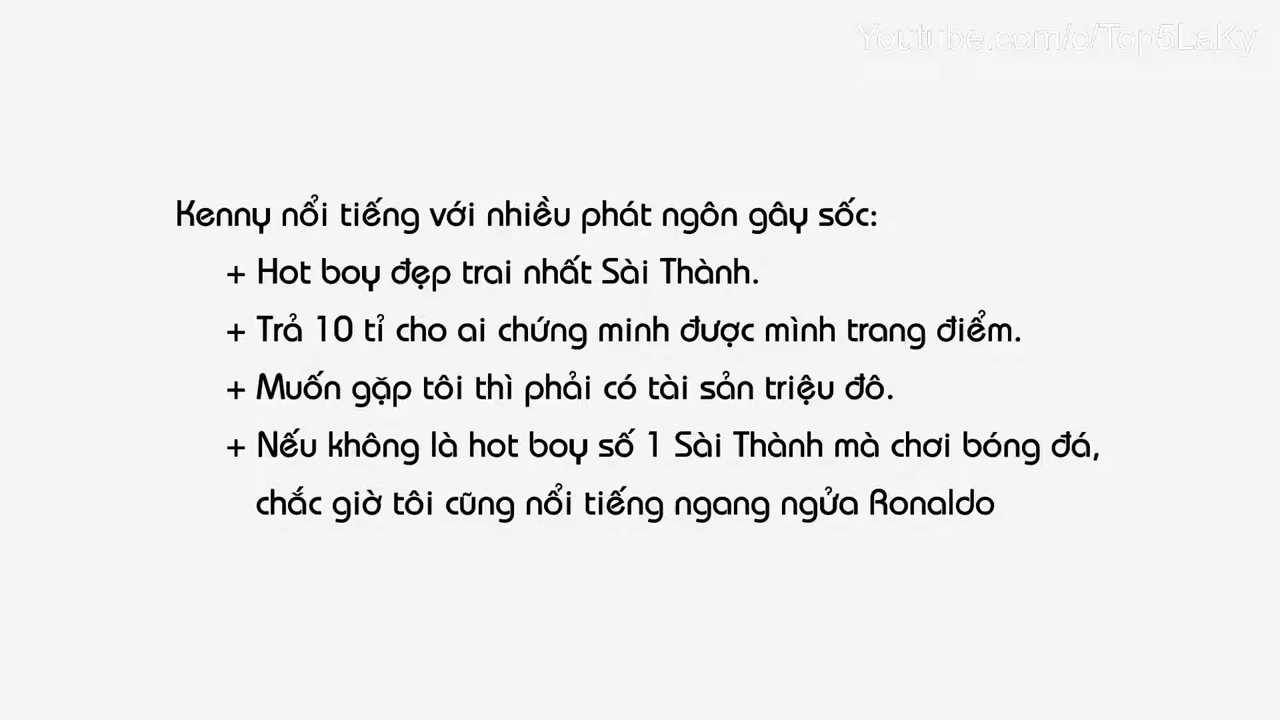 Youtube.com/c/Top5LaKy
Kenny nổi tiếng với nhiều phát ngôn gây sốc:
+ Hot boy đẹp trai nhất Sài Thành.
+ Trả 10 tỉ cho ai chứng minh được mình trang điểm.
+ Muốn gặp tôi thì phải có tài sản triệu đô.
+ Nếu không là hot boy số 1 Sài Thành mà chơi bóng đá,
chắc giờ tôi cũng nổi tiếng ngang ngửa Ronaldo